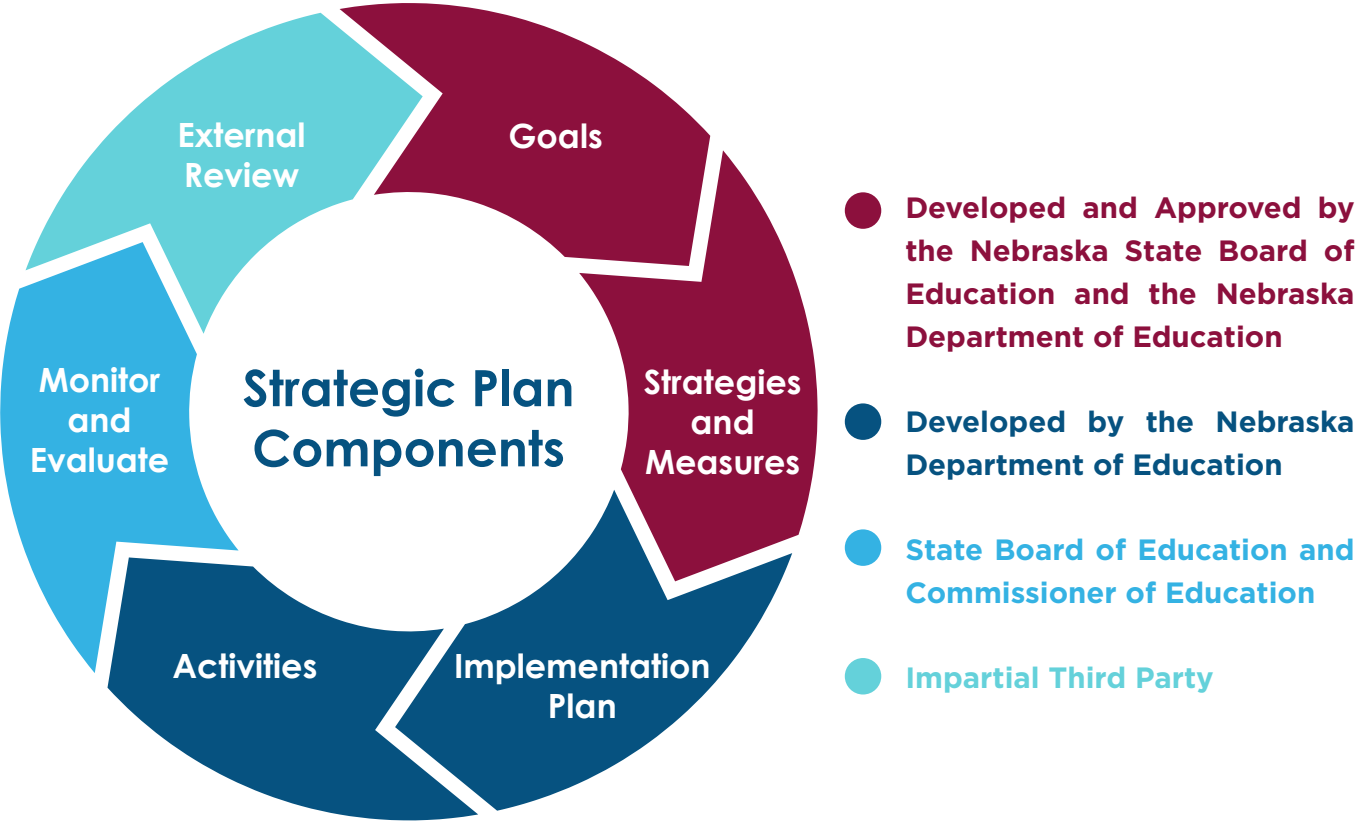 Strategic Plan
Components
Goals
Strategies
and
Measures
Implementation
Plan
Activities
Monitor
and
Evaluate
External
Review
Developed and Approved by
the Nebraska State Board of
Education and the Nebraska
Department of Education
Developed by the Nebraska
Department of Education
State Board of Education and
Commissioner of Education
Impartial Third Party